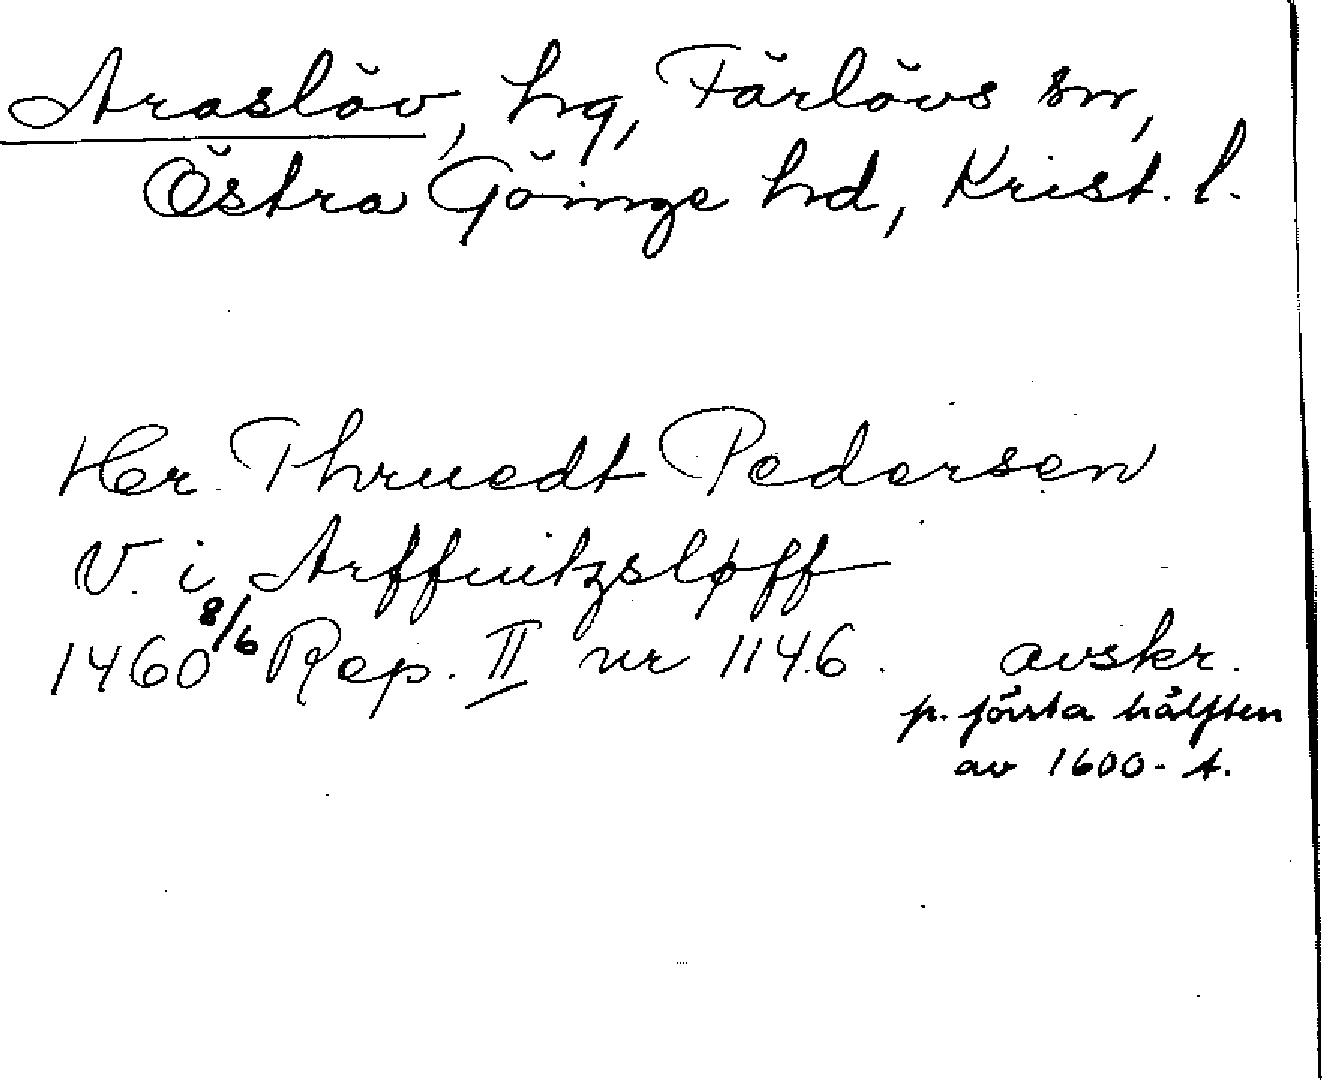 Araslöv, hg, Färlövs sn,
Östra Göinge hd, Krist. l.
Her Thruedt Pedersen
V. i Arffuitzsløff
1460 8/6 Rep. II nr 1146. avskr.
p. första hälften
av 1600-t.